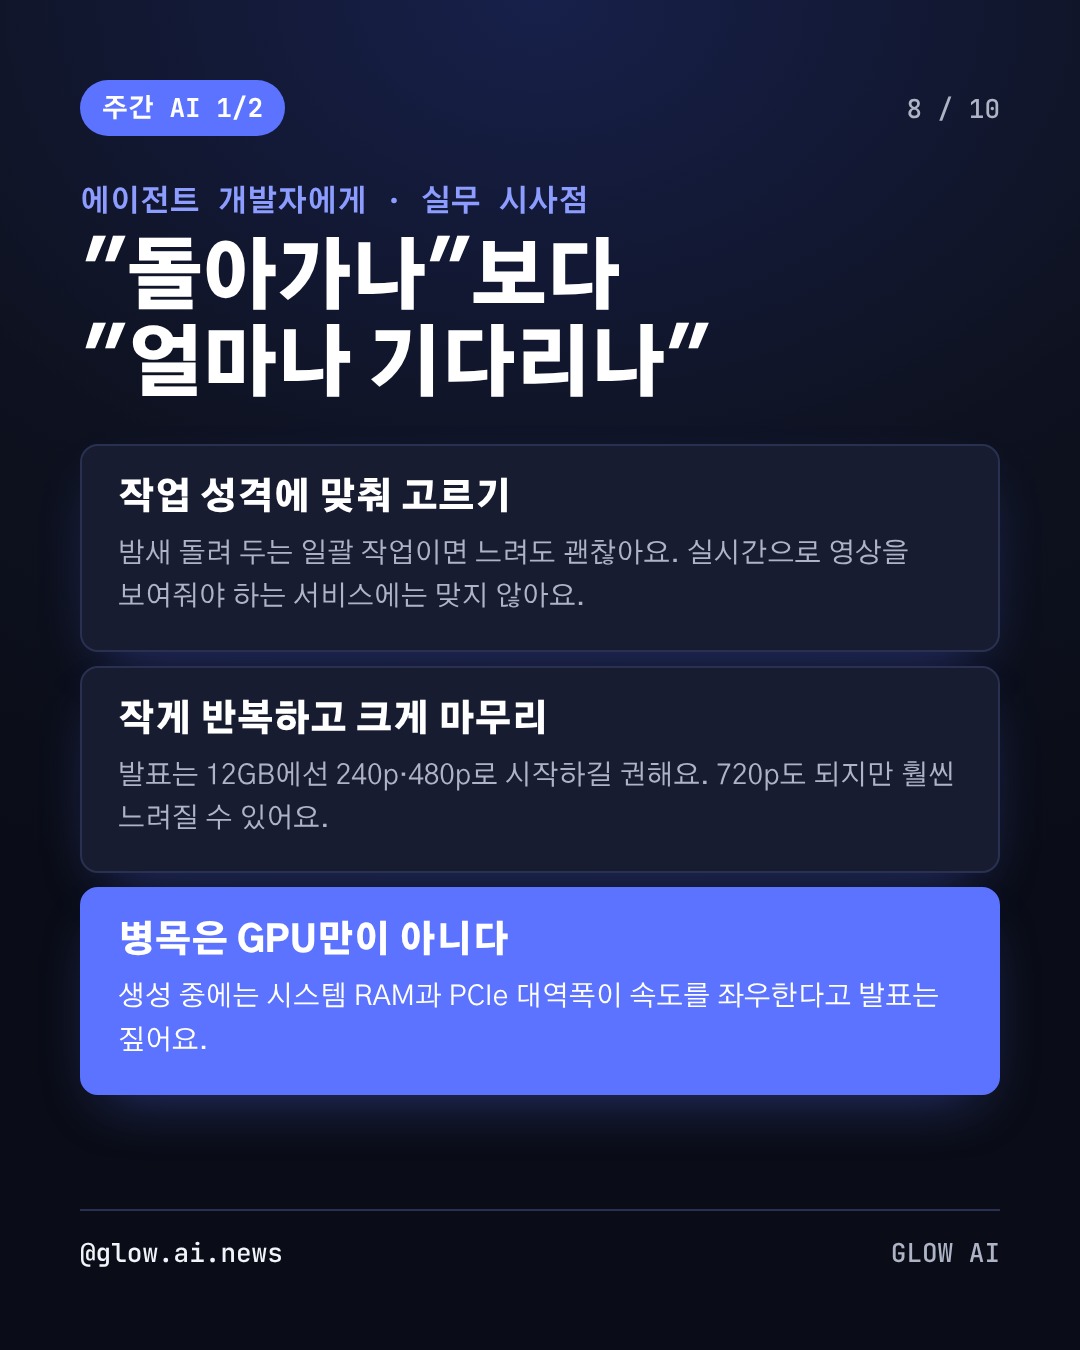 주간 AI 1/2
8 / 10
에이전트 개발자에게 · 실무 시사점
"돌아가나"보다
"얼마나 기다리나"
작업 성격에 맞춰 고르기
밤새 돌려 두는 일괄 작업이면 느려도 괜찮아요. 실시간으로 영상을
보여줘야 하는 서비스에는 맞지 않아요.
작게 반복하고 크게 마무리
발표는 12GB에선 240p·480p로 시작하길 권해요. 720p도 되지만 훨씬
느려질 수 있어요.
병목은 GPU만이 아니다
생성 중에는 시스템 RAM과 PCIe 대역폭이 속도를 좌우한다고 발표는
짚어요.
@glow.ai.news
GLOW AI